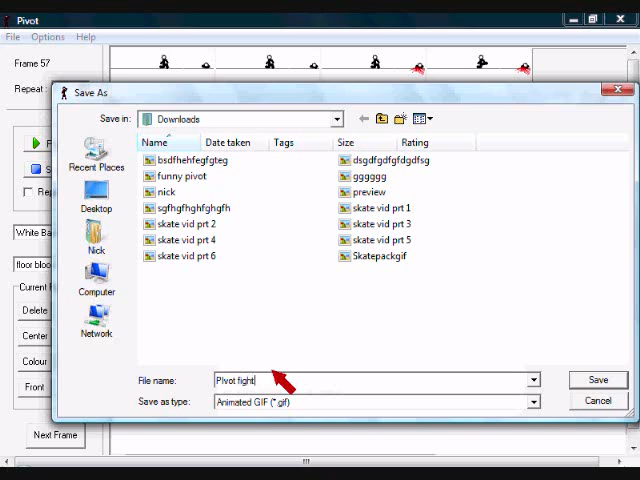 Pivot
File Options Help
Frame 57
Repeat :
Save As
Save in: Downloads
Name Date taken Tags Size Rating
Recent Places
Desktop
Nick
Computer
Network
bsdfhehfegfgteg dsgdfgdfgfdgdfsg
funny pivot gggggg
nick preview
sgfhgfhghfghgfh skate vid prt 1
skate vid prt 2 skate vid prt 3
skate vid prt 4 skate vid prt 5
skate vid prt 6 Skatepackgif
White Ba
floor bloo
Current F
Delete
Center
Colour
Front
File name: PIvot fight
Save
Save as type: Animated GIF (*.gif)
Cancel
Next Frame